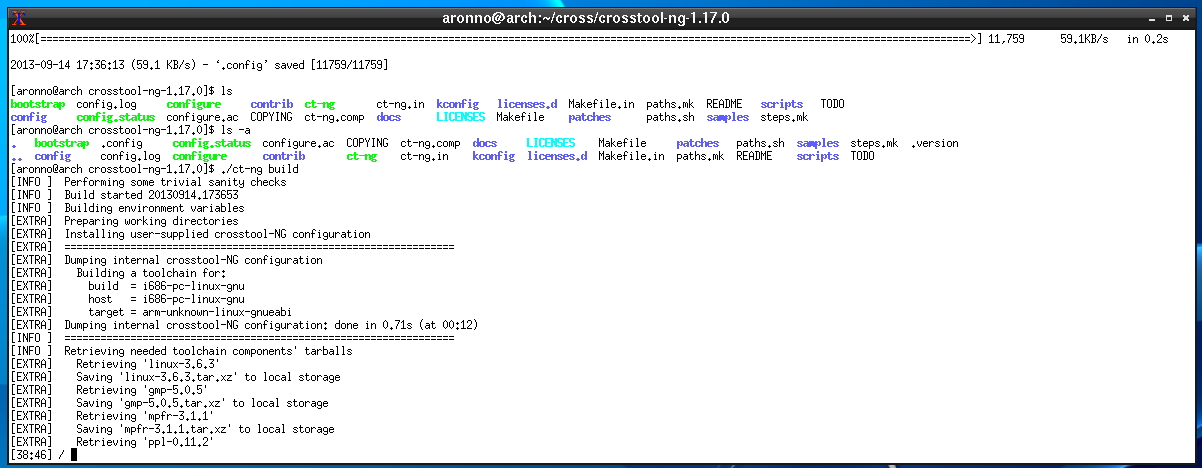 aronno@arch:~/cross/crosstool-ng-1.17.0
100%[=========================================================================================================================================================>] 11,759      59.1KB/s   in 0.2s
2013-09-14 17:36:13 (59.1 KB/s) - ‘.config’ saved [11759/11759]
[aronno@arch crosstool-ng-1.17.0]$ ls
bootstrap  config.log     configure     contrib  ct-ng       ct-ng.in  kconfig   licenses.d  Makefile.in  paths.mk  README   scripts   TODO
config     config.status  configure.ac  COPYING  ct-ng.comp  docs      LICENSES  Makefile    patches      paths.sh  samples  steps.mk
[aronno@arch crosstool-ng-1.17.0]$ ls -a
.   bootstrap  .config     config.status  configure.ac  COPYING  ct-ng.comp  docs     LICENSES    Makefile     patches   paths.sh  samples  steps.mk  .version
..  config     config.log  configure      contrib       ct-ng    ct-ng.in    kconfig  licenses.d  Makefile.in  paths.mk  README    scripts  TODO
[aronno@arch crosstool-ng-1.17.0]$ ./ct-ng build
[INFO ]  Performing some trivial sanity checks
[INFO ]  Build started 20130914.173653
[INFO ]  Building environment variables
[EXTRA]  Preparing working directories
[EXTRA]  Installing user-supplied crosstool-NG configuration
[EXTRA]  =================================================================
[EXTRA]  Dumping internal crosstool-NG configuration
[EXTRA]    Building a toolchain for:
[EXTRA]      build  = i686-pc-linux-gnu
[EXTRA]      host   = i686-pc-linux-gnu
[EXTRA]      target = arm-unknown-linux-gnueabi
[EXTRA]  Dumping internal crosstool-NG configuration: done in 0.71s (at 00:12)
[INFO ]  =================================================================
[INFO ]  Retrieving needed toolchain components' tarballs
[EXTRA]    Retrieving 'linux-3.6.3'
[EXTRA]    Saving 'linux-3.6.3.tar.xz' to local storage
[EXTRA]    Retrieving 'gmp-5.0.5'
[EXTRA]    Saving 'gmp-5.0.5.tar.xz' to local storage
[EXTRA]    Retrieving 'mpfr-3.1.1'
[EXTRA]    Saving 'mpfr-3.1.1.tar.xz' to local storage
[EXTRA]    Retrieving 'ppl-0.11.2'
[38:46] /